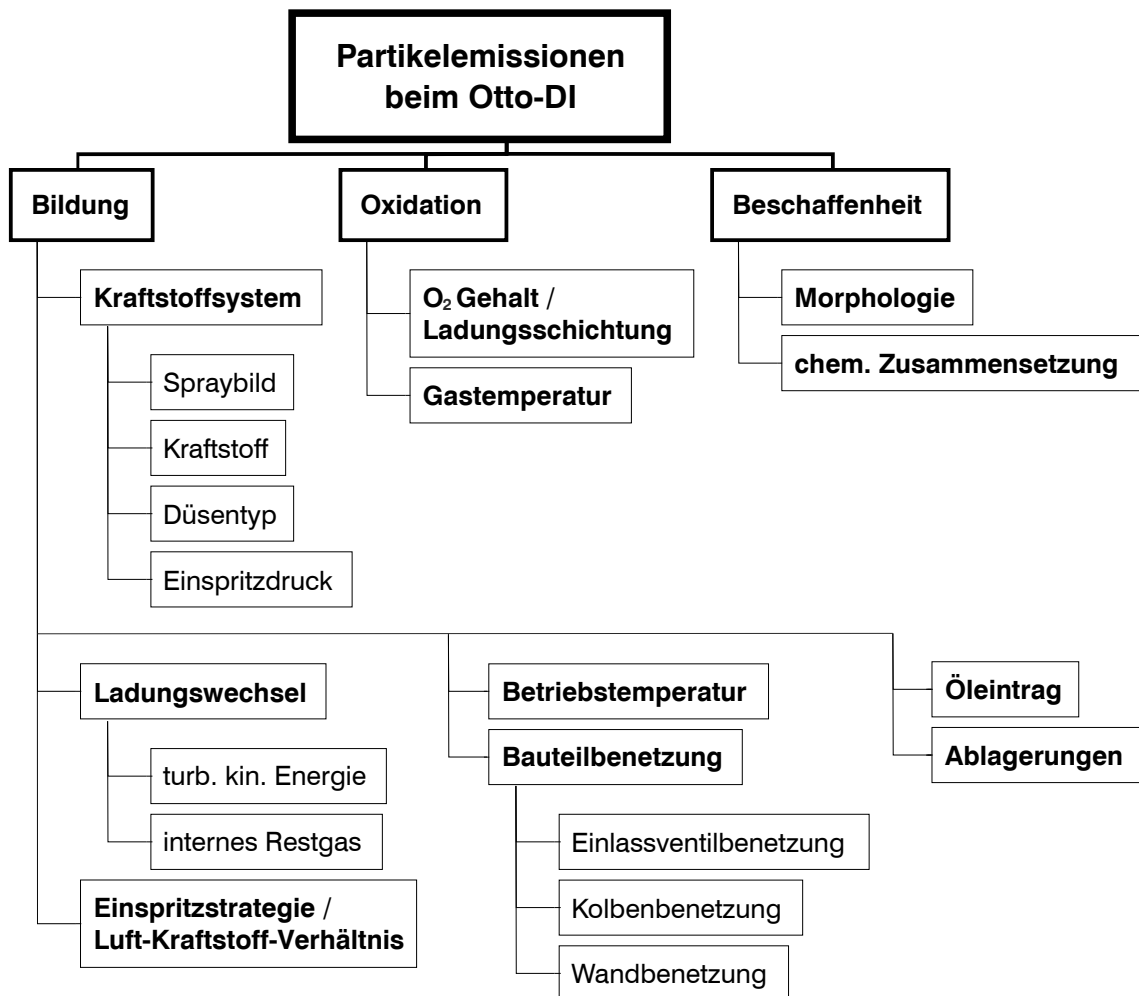 Partikelemissionen
beim Otto-DI
Bildung
Oxidation
Beschaffenheit
Kraftstoffsystem
Spraybild
Kraftstoff
Düsentyp
Einspritzdruck
O₂ Gehalt /
Ladungsschichtung
Gastemperatur
Morphologie
chem. Zusammensetzung
Ladungswechsel
turb. kin. Energie
internes Restgas
Einspritzstrategie /
Luft-Kraftstoff-Verhältnis
Betriebstemperatur
Bauteilbenetzung
Einlassventilbenetzung
Kolbenbenetzung
Wandbenetzung
Öleintrag
Ablagerungen